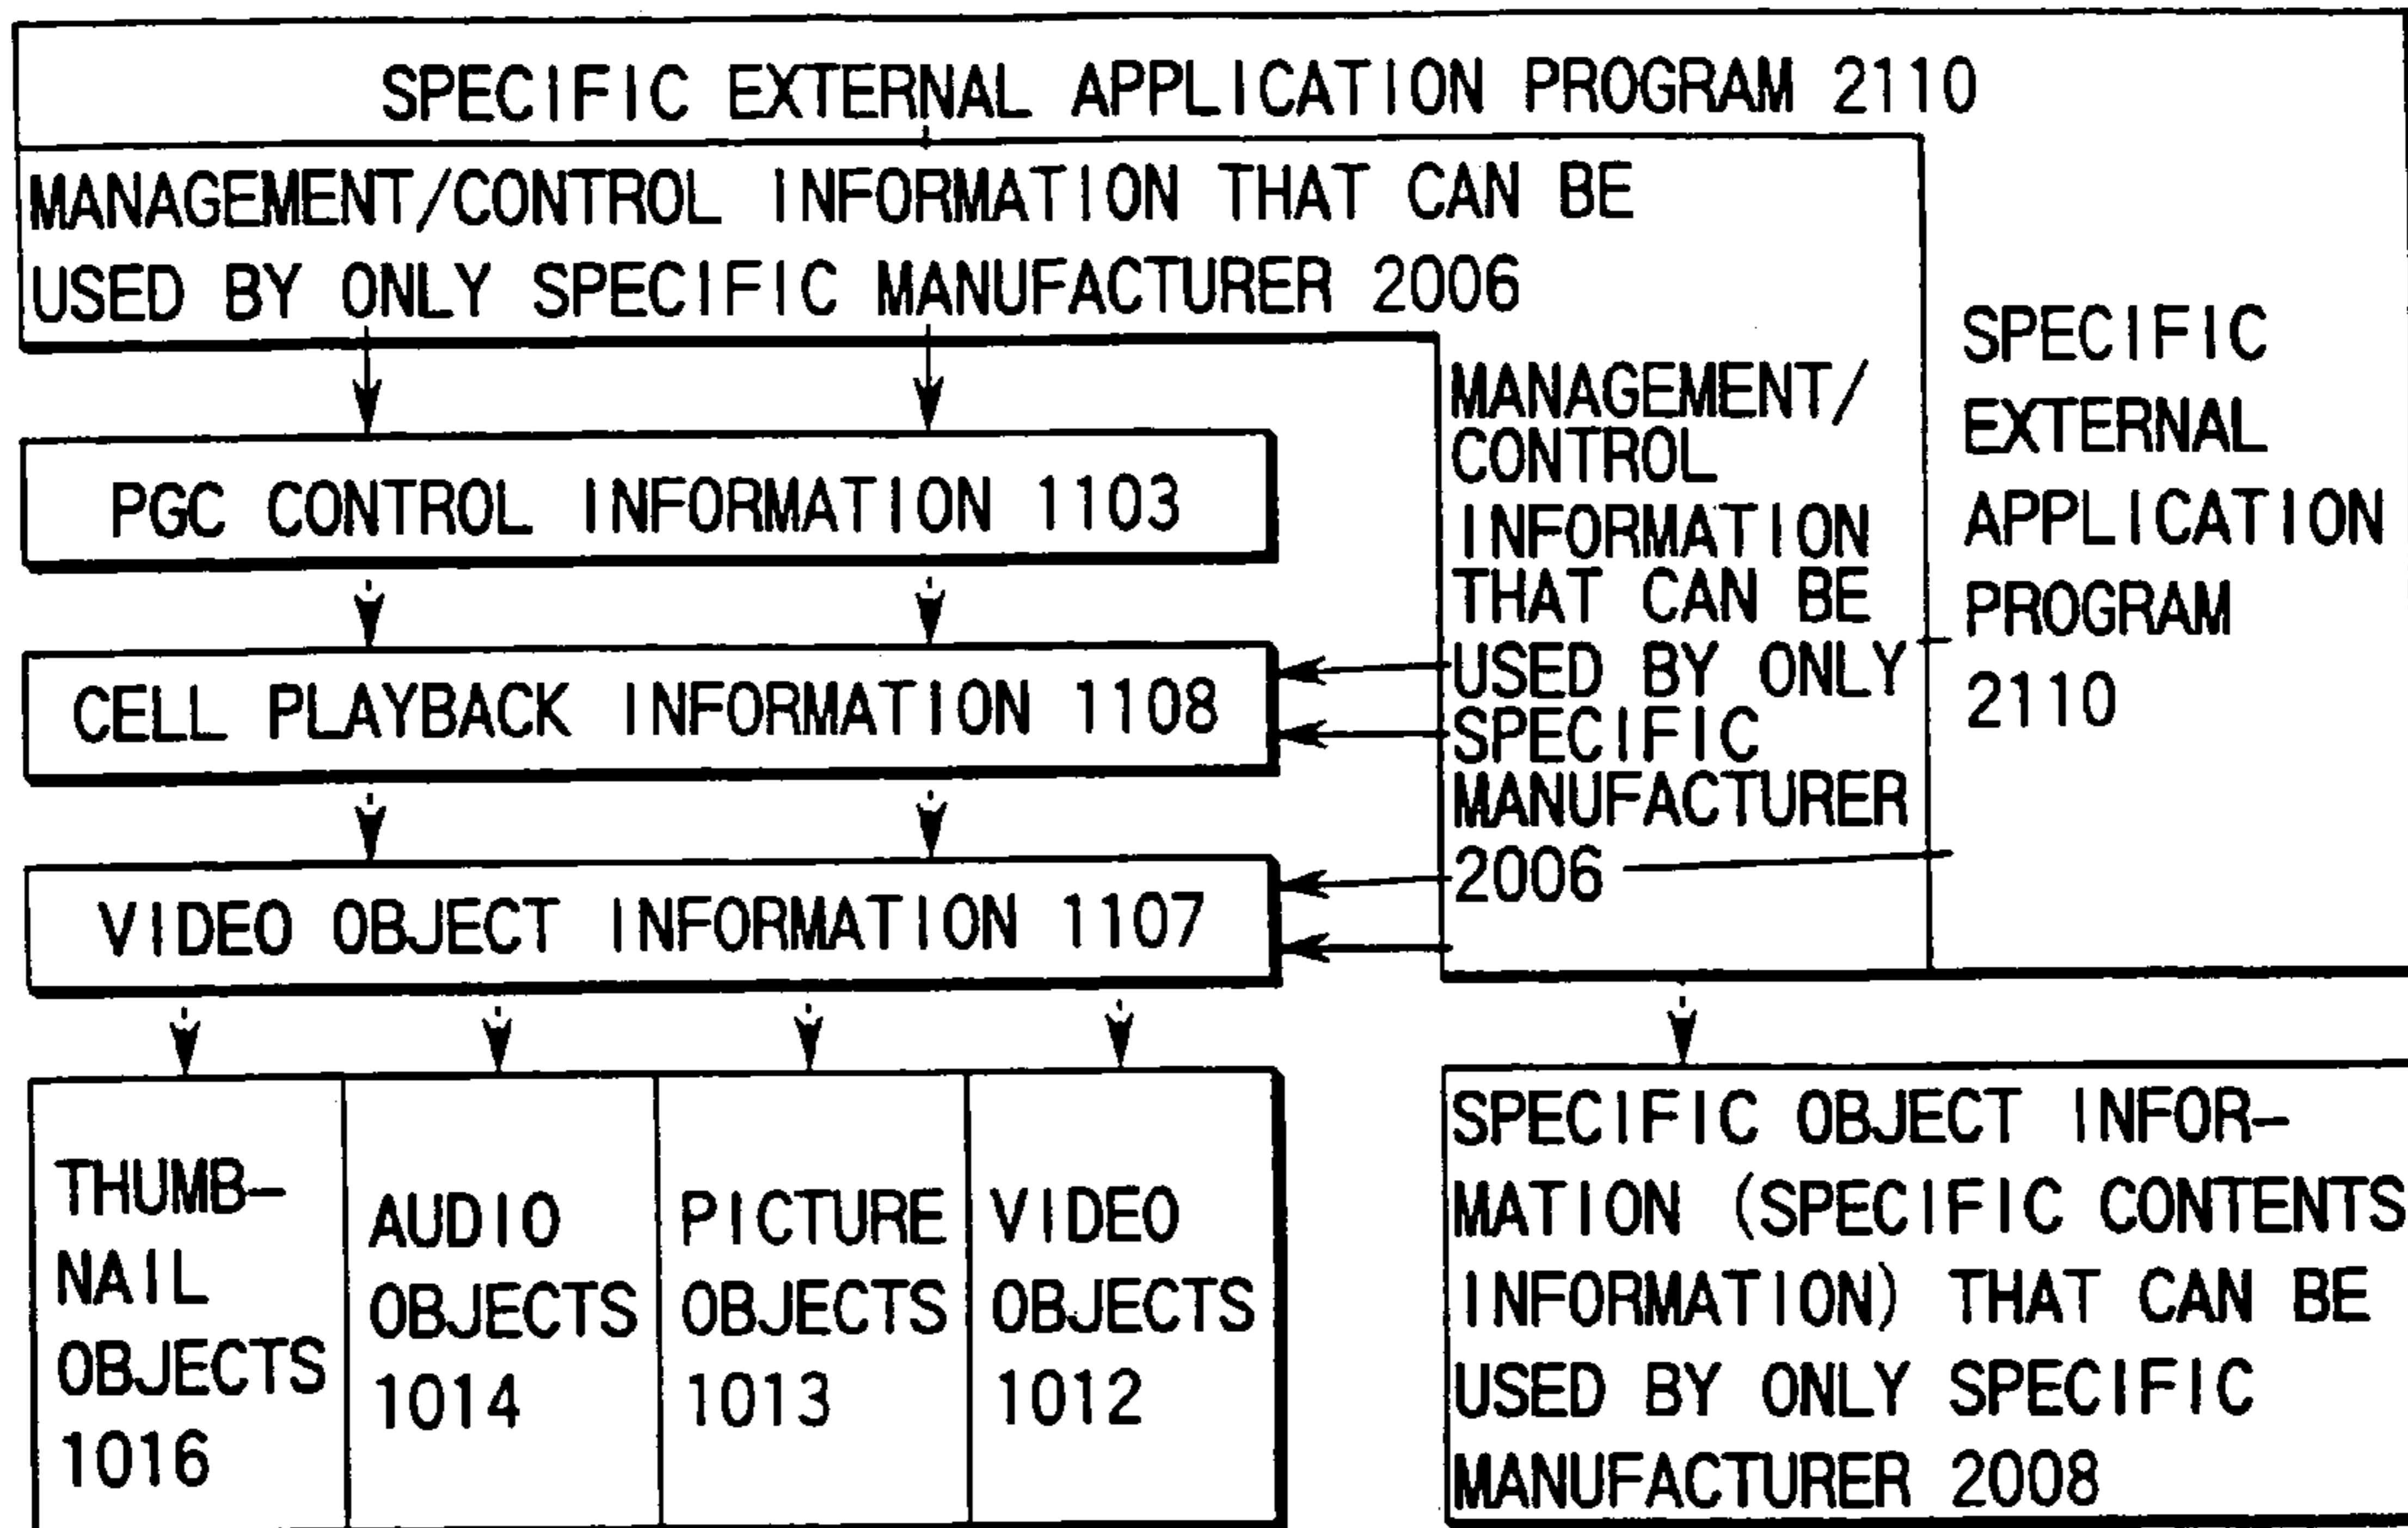 SPECIFIC EXTERNAL APPLICATION PROGRAM 2110
MANAGEMENT/CONTROL INFORMATION THAT CAN BE
USED BY ONLY SPECIFIC MANUFACTURER 2006
PGC CONTROL INFORMATION 1103
CELL PLAYBACK INFORMATION 1108
VIDEO OBJECT INFORMATION 1107
MANAGEMENT/
CONTROL
INFORMATION
THAT CAN BE
USED BY ONLY
SPECIFIC
MANUFACTURER
2006
SPECIFIC
EXTERNAL
APPLICATION
PROGRAM
2110
THUMB-
NAIL
OBJECTS
1016
AUDIO
OBJECTS
1014
PICTURE
OBJECTS
1013
VIDEO
OBJECTS
1012
SPECIFIC OBJECT INFOR-
MATION (SPECIFIC CONTENTS
INFORMATION) THAT CAN BE
USED BY ONLY SPECIFIC
MANUFACTURER 2008